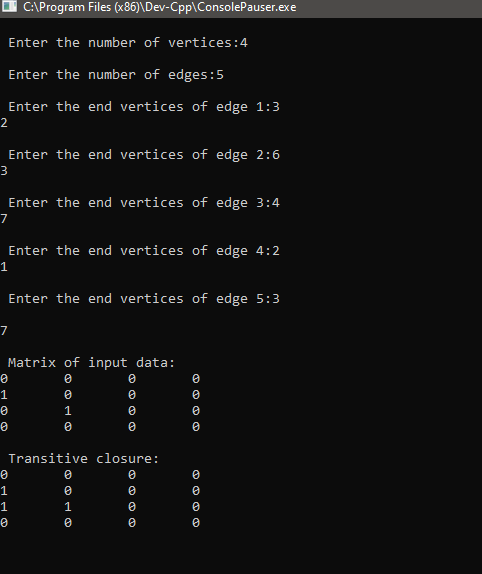 C:\Program Files (x86)\Dev-Cpp\ConsolePauser.exe
Enter the number of vertices:4
Enter the number of edges:5
Enter the end vertices of edge 1:3
2
Enter the end vertices of edge 2:6
3
Enter the end vertices of edge 3:4
7
Enter the end vertices of edge 4:2
1
Enter the end vertices of edge 5:3
7
Matrix of input data:
0 0 0 0
1 0 0 0
0 1 0 0
0 0 0 0
Transitive closure:
0 0 0 0
1 0 0 0
1 1 0 0
0 0 0 0